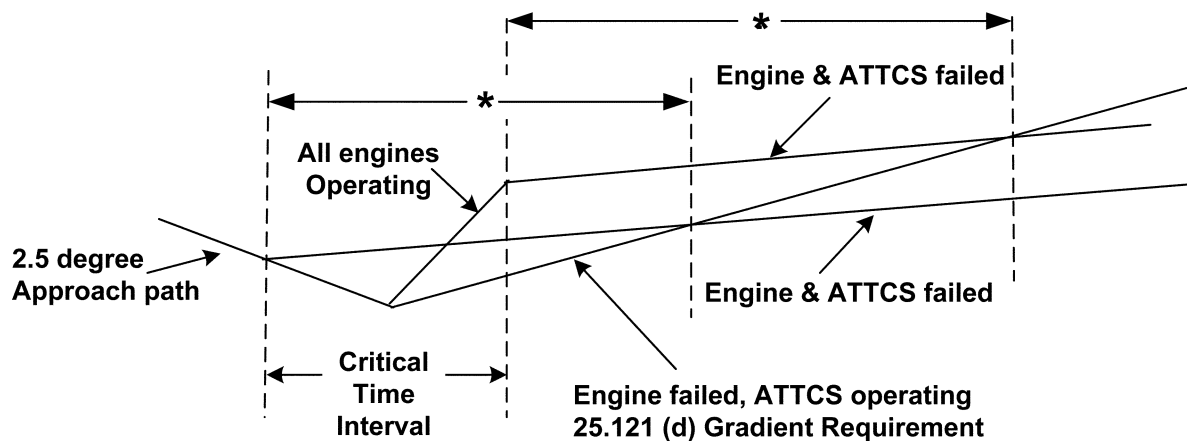 *
Engine & ATTCS failed
*
All engines
Operating
2.5 degree
Approach path
Engine & ATTCS failed
Critical
Time
Interval
Engine failed, ATTCS operating
25.121 (d) Gradient Requirement